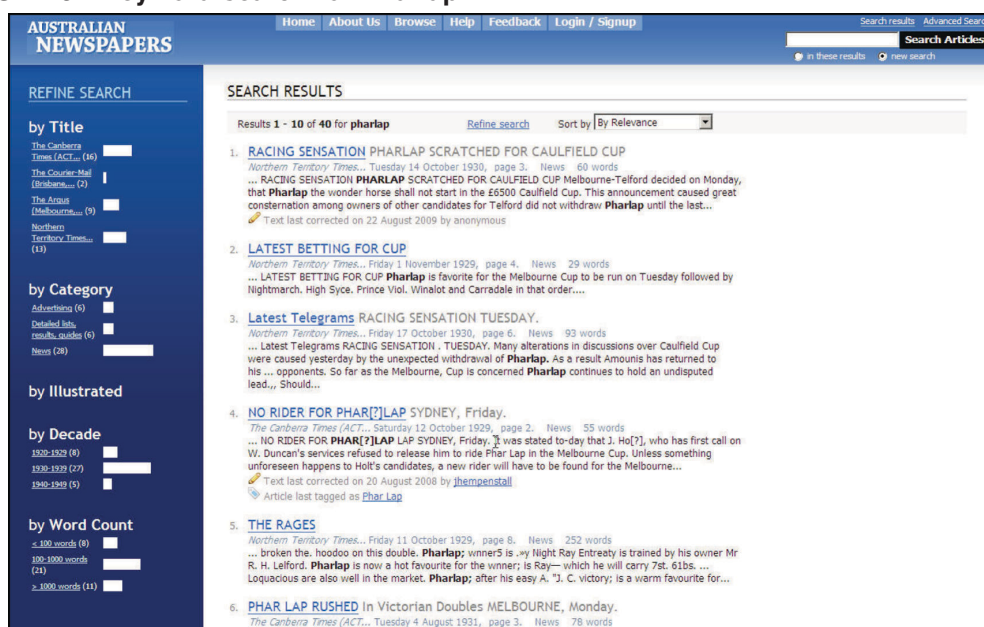 Home About Us Browse Help Feedback Login / Signup
AUSTRALIAN
NEWSPAPERS
Search results Advanced Sear
Search Articles
in these results new search
REFINE SEARCH
by Title
The Canberra
Times (ACT... (16)
The Courier-Mail
(Brisbane,... (2)
The Argus
(Melbourne,... (9)
Northern
Territory Times...
(13)
by Category
Advertising (6)
Detailed lists,
results, guides (6)
News (28)
by Illustrated
by Decade
1920-1929 (8)
1930-1939 (27)
1940-1949 (5)
by Word Count
< 100 words (8)
100-1000 words
(21)
> 1000 words (11)
SEARCH RESULTS
Results 1 - 10 of 40 for pharlap Refine search Sort by By Relevance
1. RACING SENSATION PHARLAP SCRATCHED FOR CAULFIELD CUP
Northern Territory Times... Tuesday 14 October 1930, page 3. News 60 words
... RACING SENSATION PHARLAP SCRATCHED FOR CAULFIELD CUP Melbourne-Telford decided on Monday,
that Pharlap the wonder horse shall not start in the £6500 Caulfield Cup. This announcement caused great
consternation among owners of other candidates for Telford did not withdraw Pharlap until the last...
Text last corrected on 22 August 2009 by anonymous
2. LATEST BETTING FOR CUP
Northern Territory Times... Friday 1 November 1929, page 4. News 29 words
... LATEST BETTING FOR CUP Pharlap is favorite for the Melbourne Cup to be run on Tuesday followed by
Nightmarch. High Syce. Prince Viol. Winalot and Carradale in that order....
3. Latest Telegrams RACING SENSATION TUESDAY.
Northern Territory Times... Friday 17 October 1930, page 6. News 93 words
... Latest Telegrams RACING SENSATION . TUESDAY. Many alterations in discussions over Caulfield Cup
were caused yesterday by the unexpected withdrawal of Pharlap. As a result Amounis has returned to
his ... opponents. So far as the Melbourne, Cup is concerned Pharlap continues to hold an undisputed
lead.,, Should...
4. NO RIDER FOR PHAR[?]LAP SYDNEY, Friday.
The Canberra Times (ACT... Saturday 12 October 1929, page 2. News 55 words
... NO RIDER FOR PHAR[?]LAP LAP SYDNEY, Friday. It was stated to-day that J. Ho[?], who has first call on
W. Duncan's services refused to release him to ride Phar Lap in the Melbourne Cup. Unless something
unforeseen happens to Holt's candidates, a new rider will have to be found for the Melbourne...
Text last corrected on 20 August 2008 by jhempenstall
Article last tagged as Phar Lap
5. THE RAGES
Northern Territory Times... Friday 11 October 1929, page 8. News 252 words
... broken the. hoodoo on this double. Pharlap; wnner5 is .»y Night Ray Entreaty is trained by his owner Mr
R. H. Lelford. Pharlap is now a hot favourite for the wnner; is Ray— which he will carry 7st. 61bs. ...
Loquacious are also well in the market. Pharlap; after his easy A. "J. C. victory; is a warm favourite for...
6. PHAR LAP RUSHED In Victorian Doubles MELBOURNE, Monday.
The Canberra Times (ACT... Tuesday 4 August 1931, page 3. News 78 words